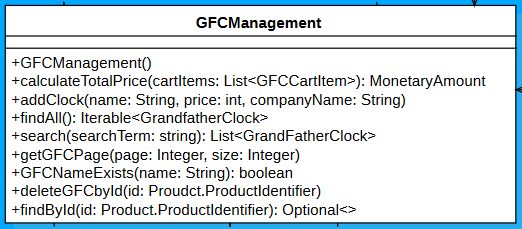 GFCManagement
+GFCManagement()
+calculateTotalPrice(cartItems: List<GFCCartItem>): MonetaryAmount
+addClock(name: String, price: int, companyName: String)
+findAll(): Iterable<GrandfatherClock>
+search(searchTerm: string): List<GrandFatherClock>
+getGFCPage(page: Integer, size: Integer)
+GFCNameExists(name: String): boolean
+deleteGFCbyId(id: Proudct.ProductIdentifier)
+findById(id: Product.ProductIdentifier): Optional<>